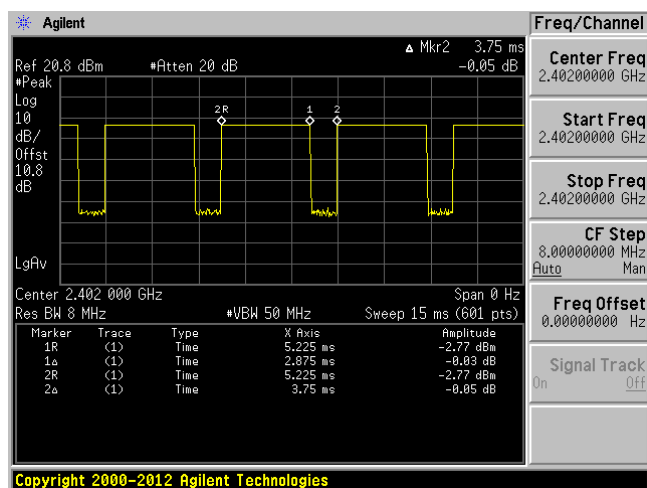 Agilent
Freq/Channel
Δ Mkr2 3.75 ms
Ref 20.8 dBm #Atten 20 dB -0.05 dB
#Peak
Log
10
dB/
Offst
10.8
dB
LgAv
2R 1 2
Center 2.402 000 GHz Span 0 Hz
Res BW 8 MHz #VBW 50 MHz Sweep 15 ms (601 pts)
Marker Trace Type X Axis Amplitude
1R (1) Time 5.225 ms -2.77 dBm
1Δ (1) Time 2.875 ms -0.03 dB
2R (1) Time 5.225 ms -2.77 dBm
2Δ (1) Time 3.75 ms -0.05 dB
Center Freq
2.40200000 GHz
Start Freq
2.40200000 GHz
Stop Freq
2.40200000 GHz
CF Step
8.00000000 MHz
Auto Man
Freq Offset
0.00000000 Hz
Signal Track
On Off
Copyright 2000-2012 Agilent Technologies